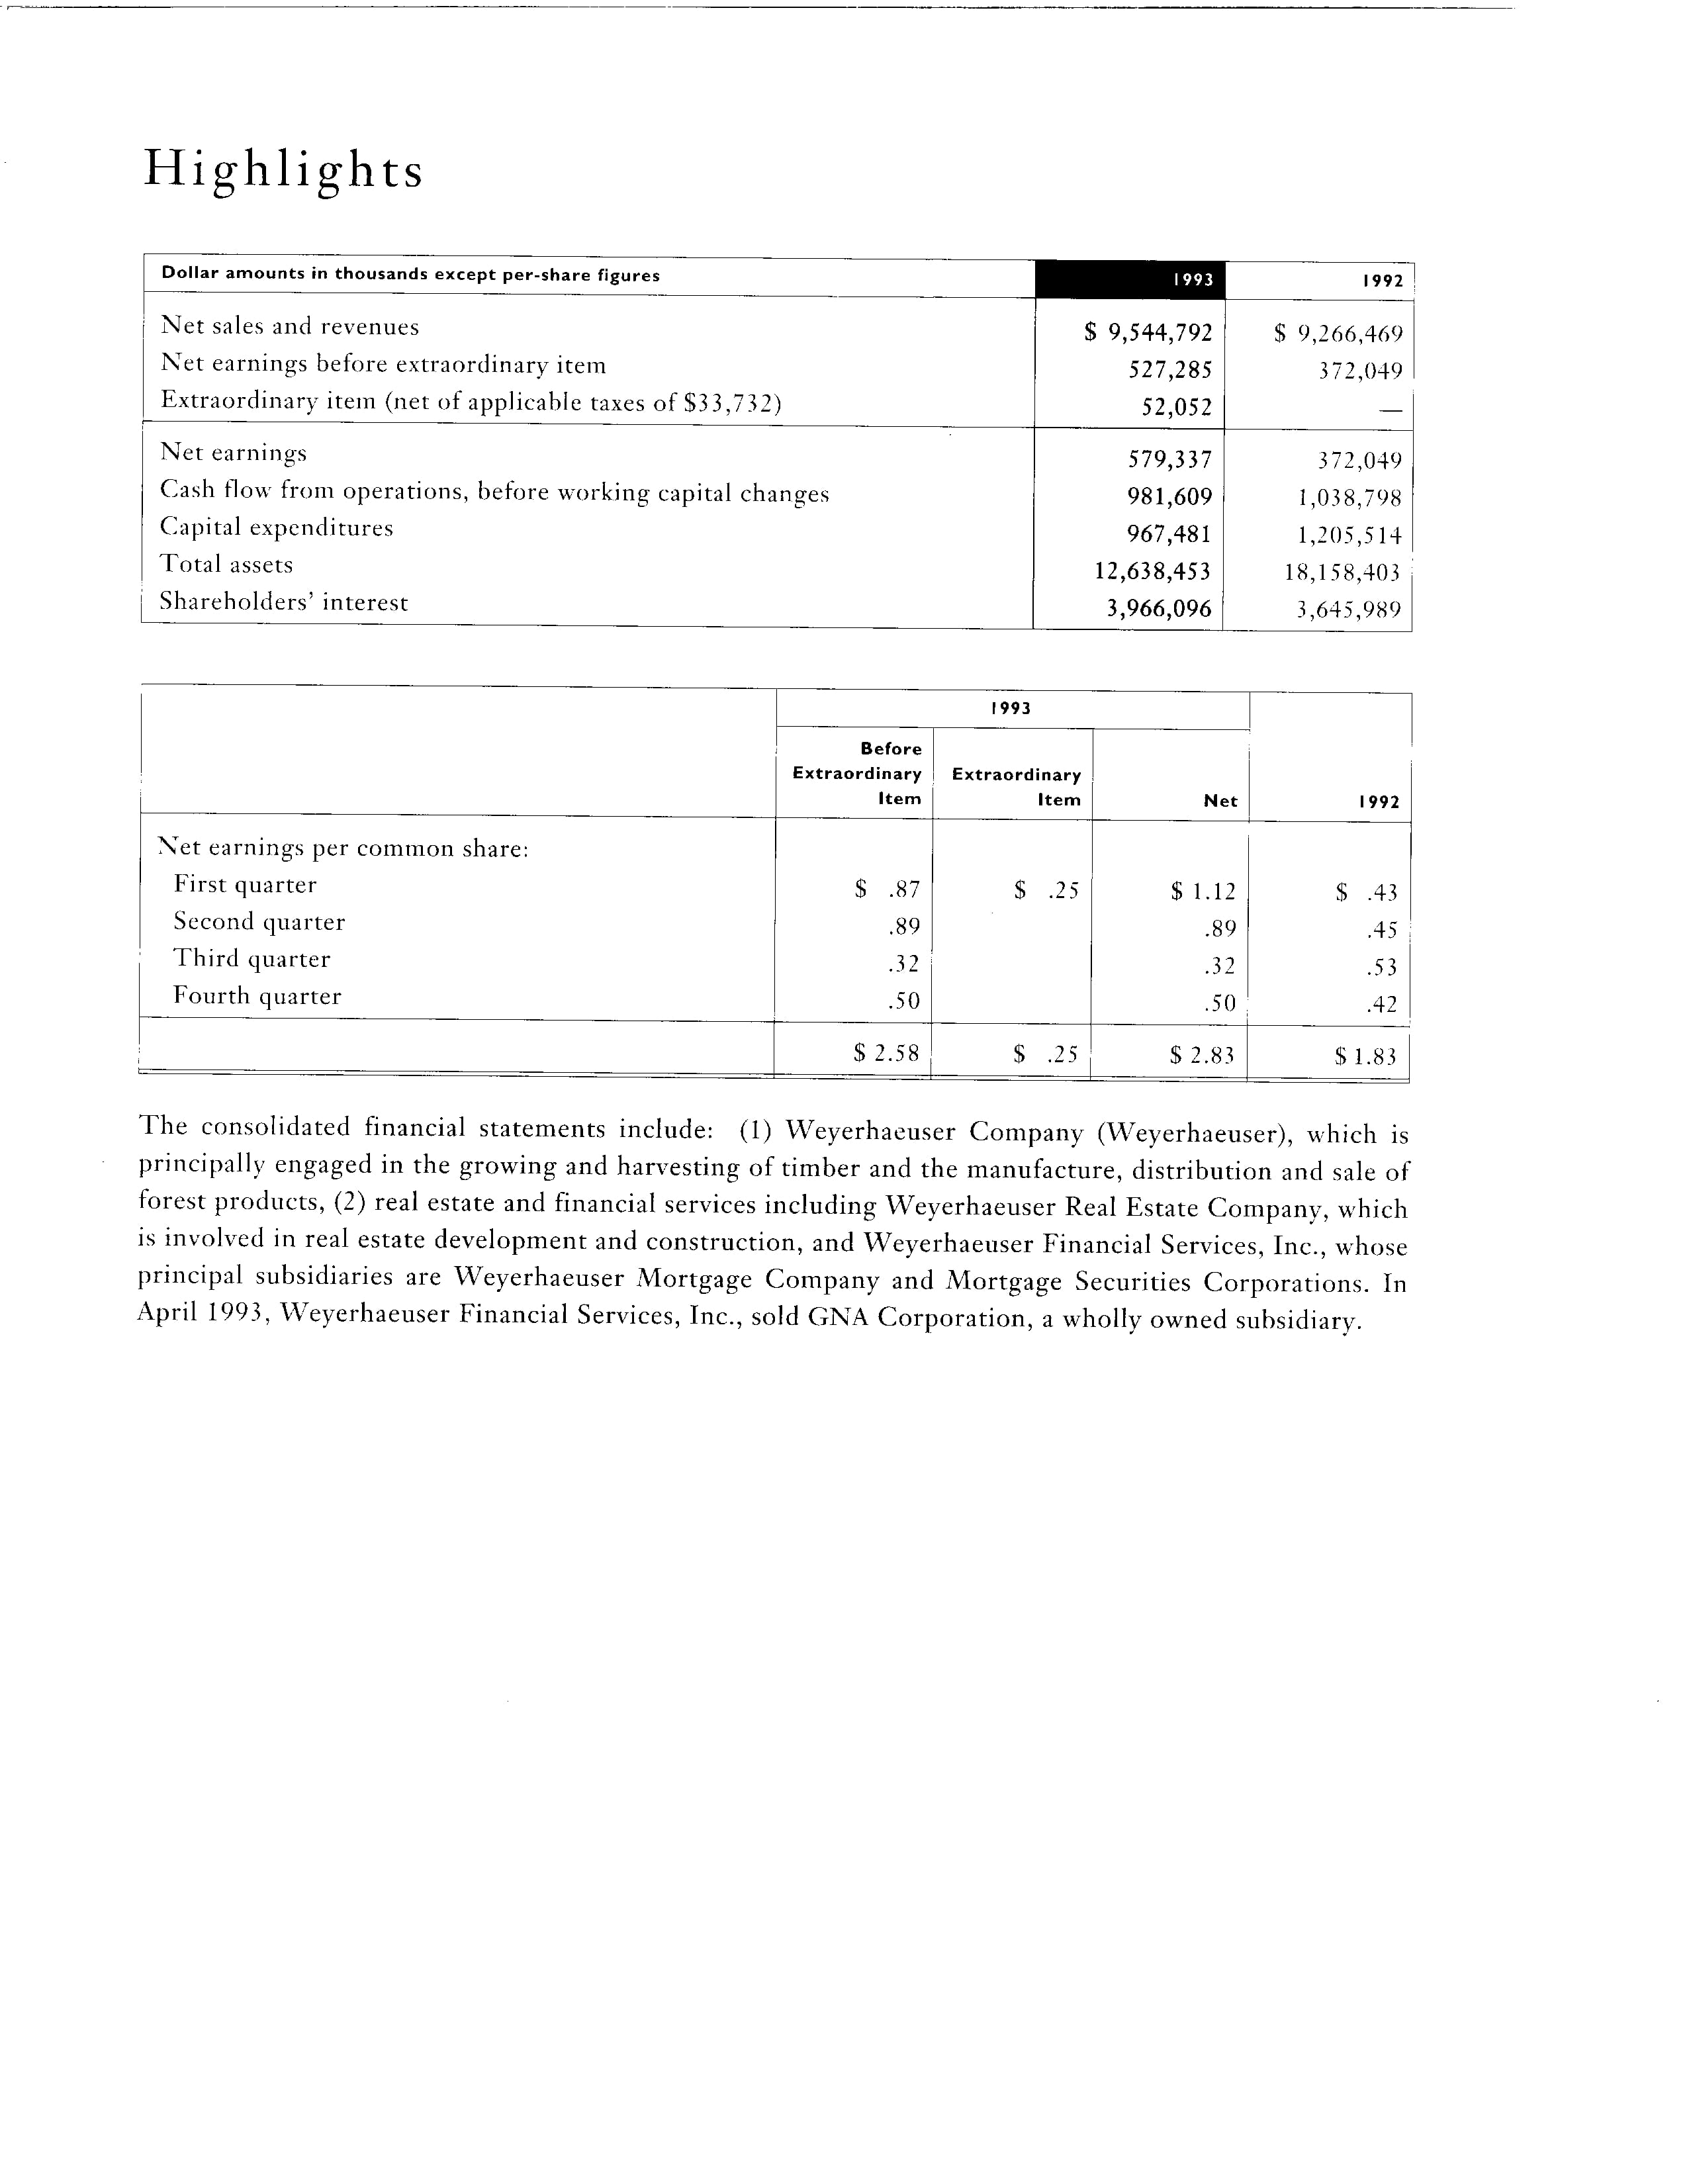 Highlights
Dollar amounts in thousands except per-share figures 1993 1992
Net sales and revenues $ 9,544,792 $ 9,266,469
Net earnings before extraordinary item 527,285 372,049
Extraordinary item (net of applicable taxes of $33,732) 52,052 —
Net earnings 579,337 372,049
Cash flow from operations, before working capital changes 981,609 1,038,798
Capital expenditures 967,481 1,205,514
Total assets 12,638,453 18,158,403
Shareholders' interest 3,966,096 3,645,989
1993
Before
Extraordinary Extraordinary
Item Item Net 1992
Net earnings per common share:
First quarter $ .87 $ .25 $ 1.12 $ .43
Second quarter .89 .89 .45
Third quarter .32 .32 .53
Fourth quarter .50 .50 .42
$ 2.58 $ .25 $ 2.83 $ 1.83
The consolidated financial statements include: (1) Weyerhaeuser Company (Weyerhaeuser), which is
principally engaged in the growing and harvesting of timber and the manufacture, distribution and sale of
forest products, (2) real estate and financial services including Weyerhaeuser Real Estate Company, which
is involved in real estate development and construction, and Weyerhaeuser Financial Services, Inc., whose
principal subsidiaries are Weyerhaeuser Mortgage Company and Mortgage Securities Corporations. In
April 1993, Weyerhaeuser Financial Services, Inc., sold GNA Corporation, a wholly owned subsidiary.